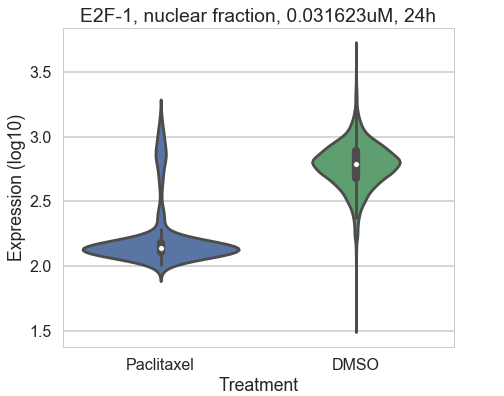 E2F-1, nuclear fraction, 0.031623uM, 24h
Expression (log10)
3.5
3.0
2.5
2.0
1.5
Paclitaxel
DMSO
Treatment